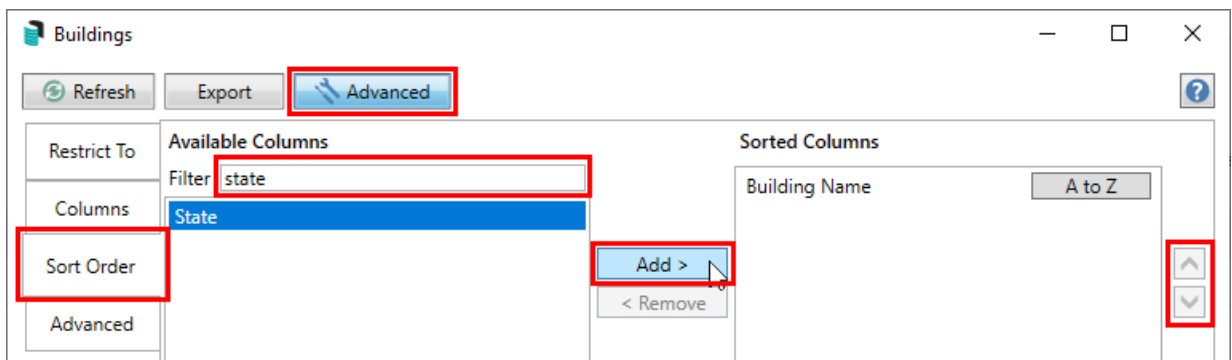 Buildings
Refresh Export Advanced
Restrict To
Columns
Sort Order
Advanced
Available Columns
Filter state
State
Add >
< Remove
Sorted Columns
Building Name A to Z